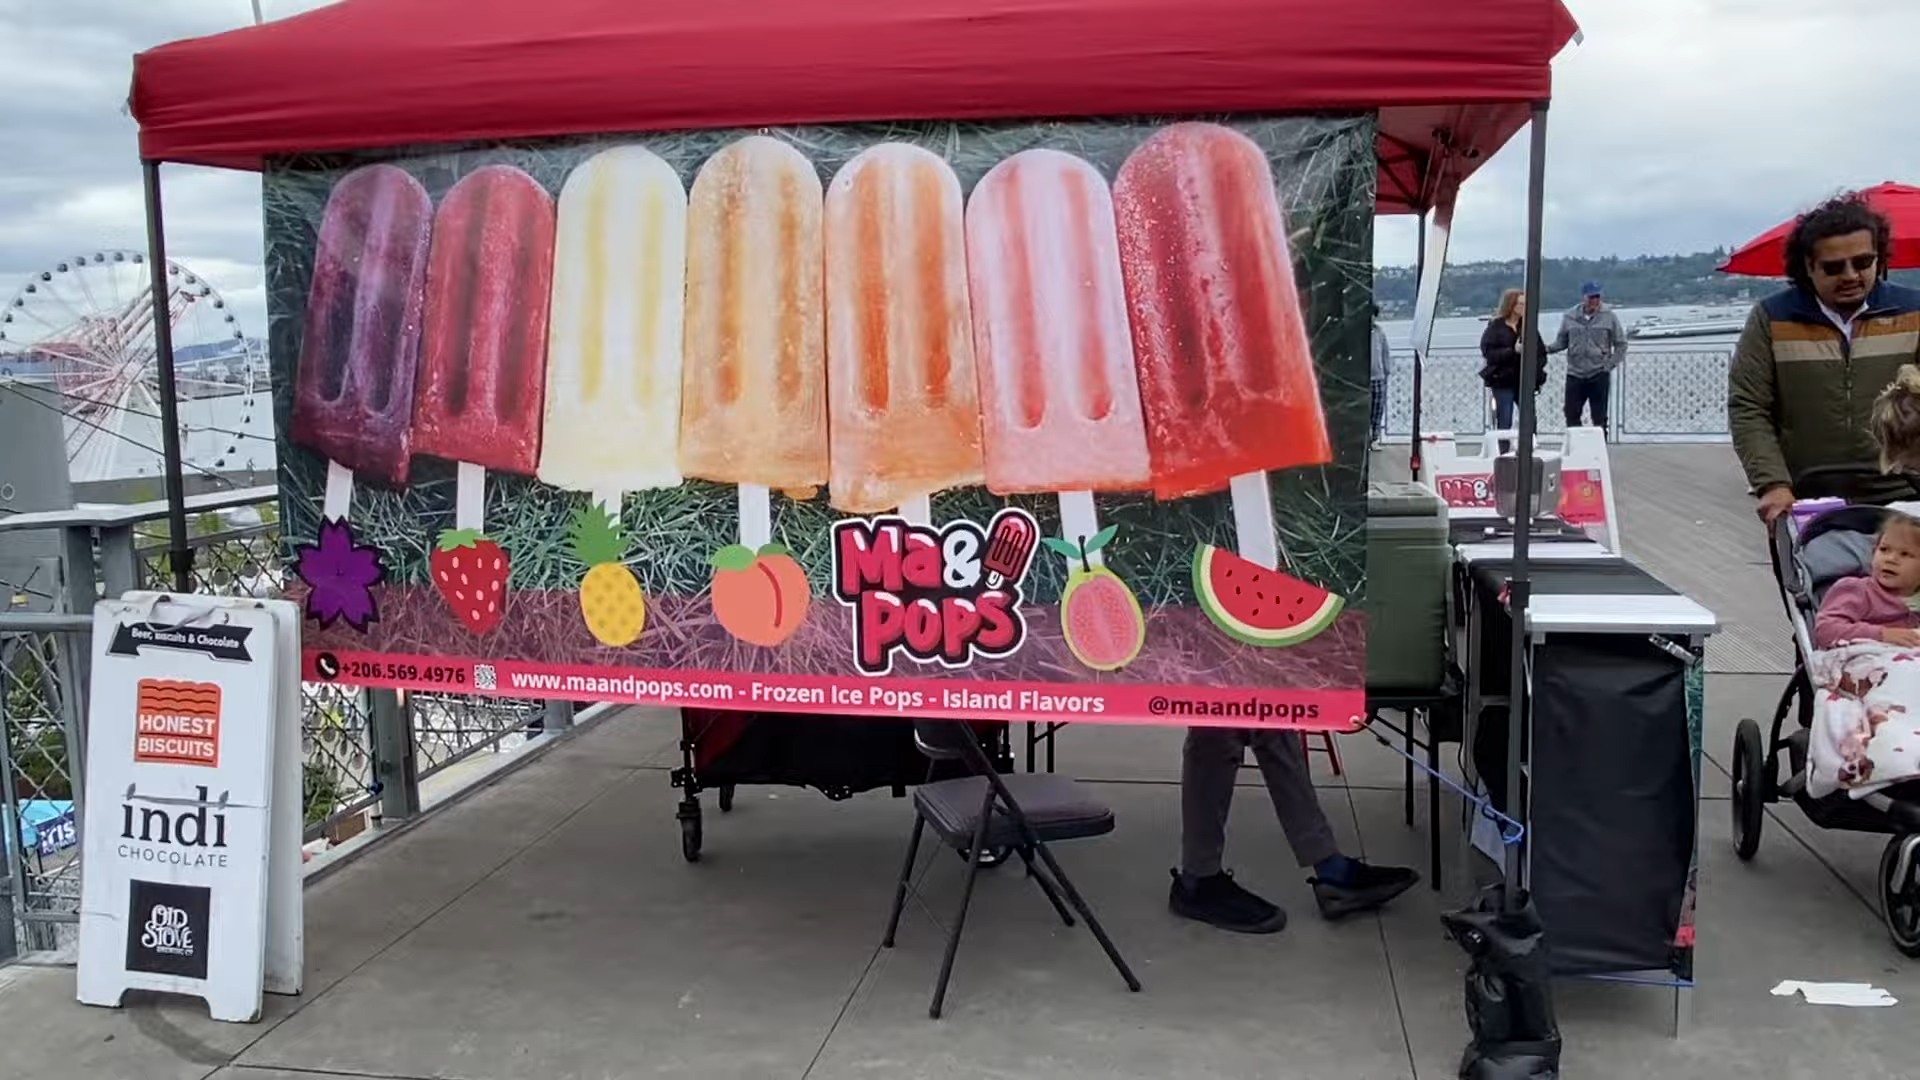 Ma&
POPS
+206.569.4976
www.maandpops.com - Frozen Ice Pops - Island Flavors
@maandpops
Beer, Biscuits & Chocolate
HONEST
BISCUITS
indi
CHOCOLATE
OLD
STOVE
Ma&